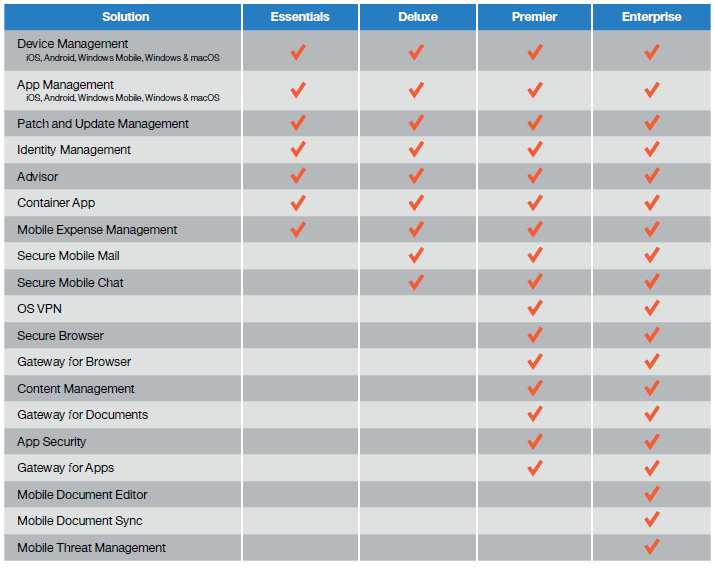 Solution Essentials Deluxe Premier Enterprise
Device Management
iOS, Android, Windows Mobile, Windows & macOS
App Management
iOS, Android, Windows Mobile, Windows & macOS
Patch and Update Management
Identity Management
Advisor
Container App
Mobile Expense Management
Secure Mobile Mail
Secure Mobile Chat
OS VPN
Secure Browser
Gateway for Browser
Content Management
Gateway for Documents
App Security
Gateway for Apps
Mobile Document Editor
Mobile Document Sync
Mobile Threat Management